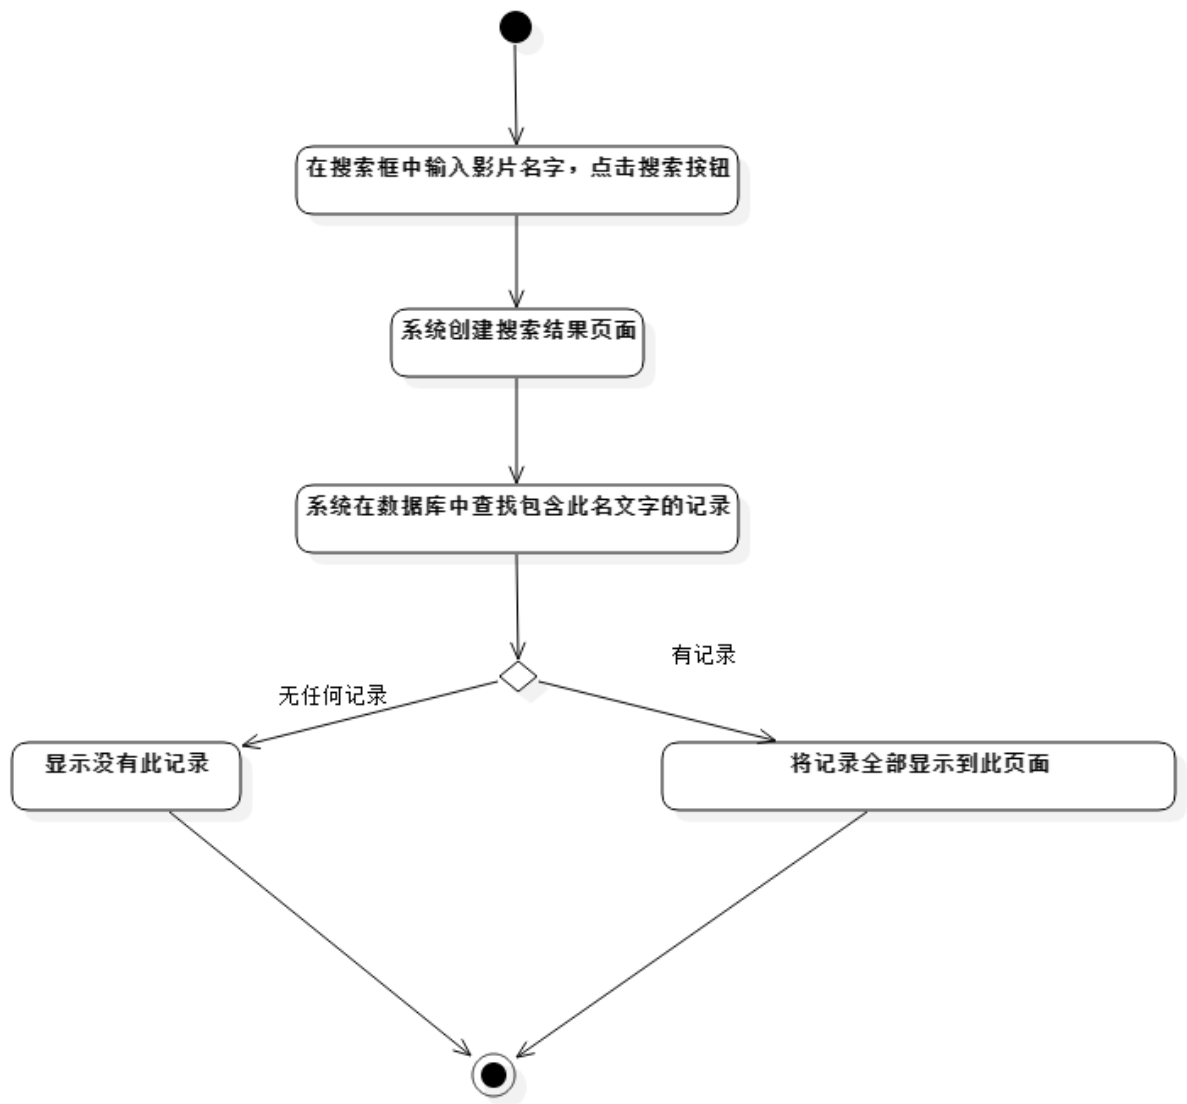 在搜索框中输入影片名字，点击搜索按钮
系统创建搜索结果页面
系统在数据库中查找包含此名文字的记录
有记录
无任何记录
显示没有此记录
将记录全部显示到此页面